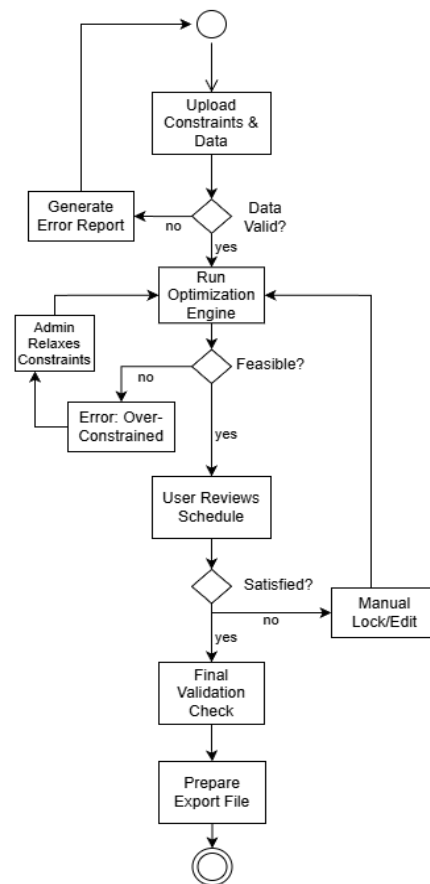 Upload
Constraints &
Data
Generate
Error Report
no
Data
Valid?
yes
Run
Optimization
Engine
Admin
Relaxes
Constraints
Feasible?
no
Error: Over-
Constrained
yes
User Reviews
Schedule
Satisfied?
no
Manual
Lock/Edit
yes
Final
Validation
Check
Prepare
Export File